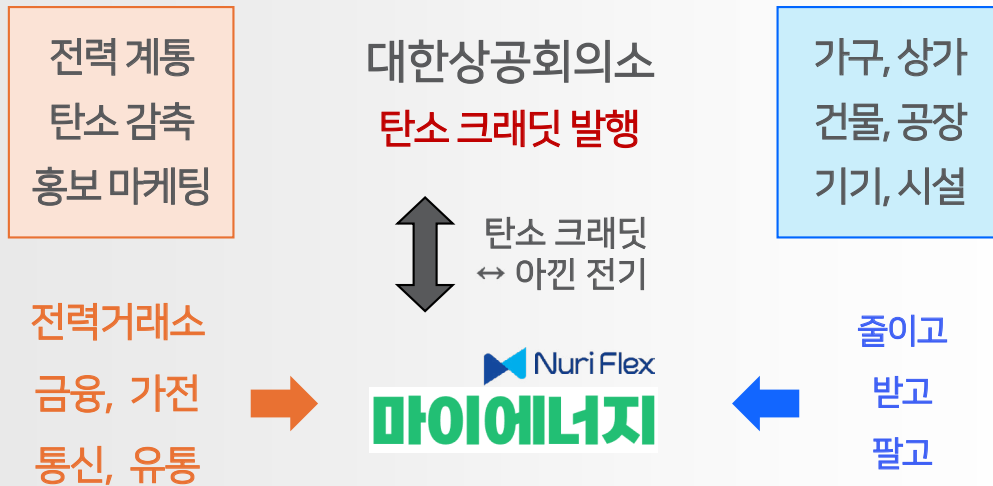 전력 계통
탄소 감축
홍보 마케팅
대한상공회의소
탄소 크래딧 발행
가구, 상가
건물, 공장
기기, 시설
탄소 크래딧
↔ 아낀 전기
전력거래소
금융, 가전
통신, 유통
Nuri Flex
마이에너지
줄이고
받고
팔고